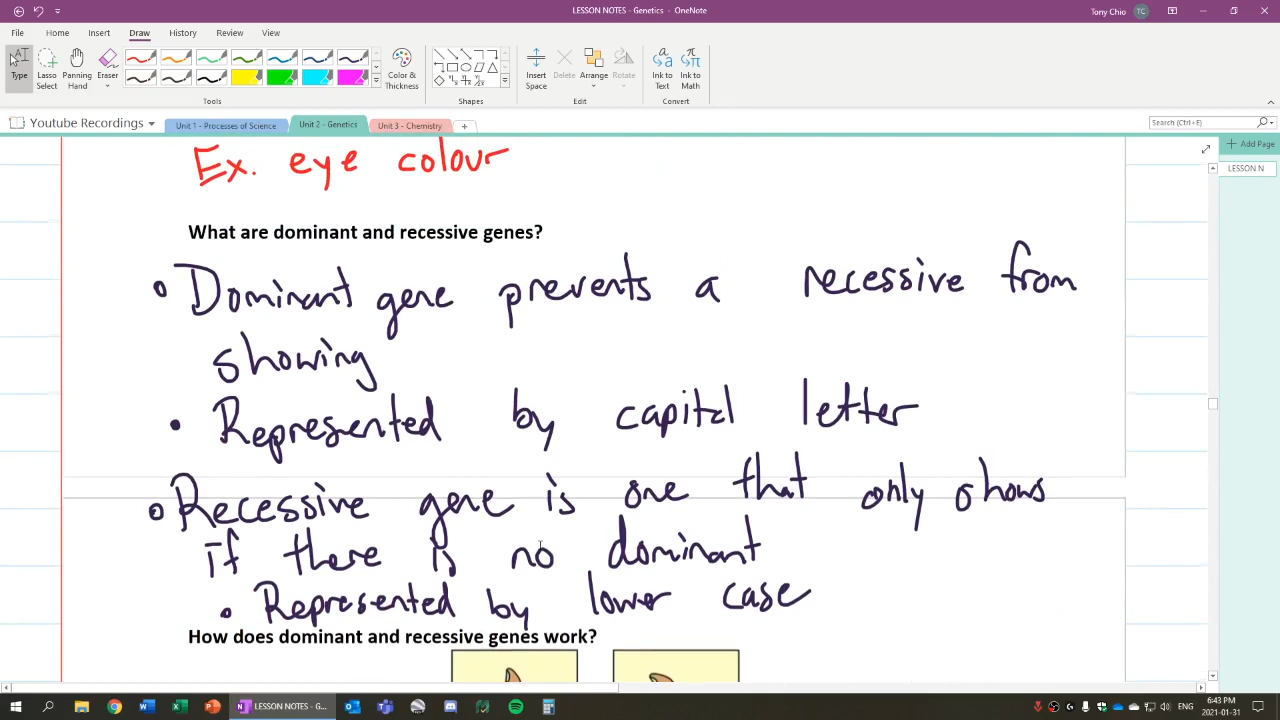 LESSON NOTES - Genetics - OneNote
Tony Chio TC
File Home Insert Draw History Review View
Type Lasso Select Panning Hand Eraser Color & Thickness Insert Space Delete Arrange Rotate Ink to Text Ink to Math
Tools Shapes Edit Convert
Youtube Recordings Unit 1 - Processes of Science Unit 2 - Genetics Unit 3 - Chemistry Search (Ctrl+E)
Add Page
LESSON N
Ex. eye colour
What are dominant and recessive genes?
• Dominant gene prevents a recessive from
showing
• Represented by capital letter
• Recessive gene is one that only shows
if there is no dominant
• Represented by lower case
How does dominant and recessive genes work?
LESSON NOTES - G...
ENG
6:43 PM
2021-01-31